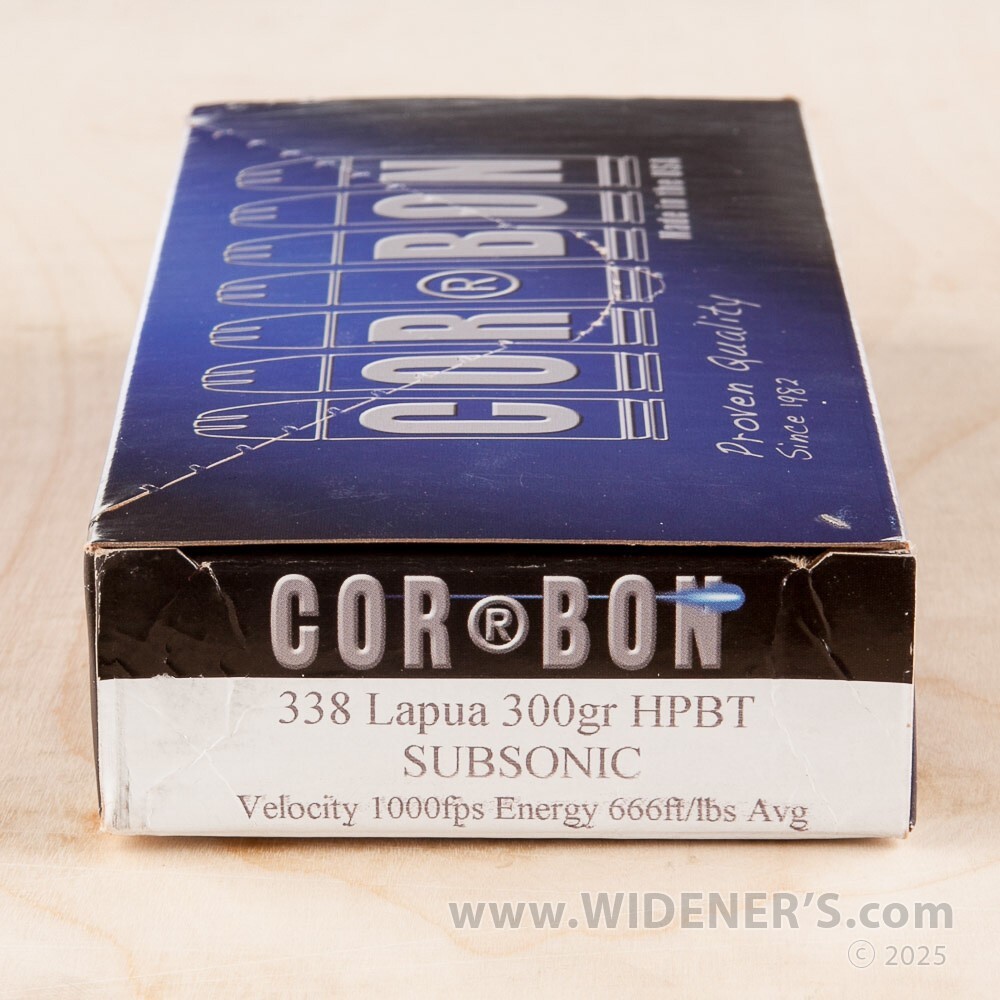 COR®BON
Made in the USA
Proven Quality
Since 1982
COR®BON
338 Lapua 300gr HPBT
SUBSONIC
Velocity 1000fps Energy 666ft/lbs Avg
www.WIDENER'S.com
© 2025